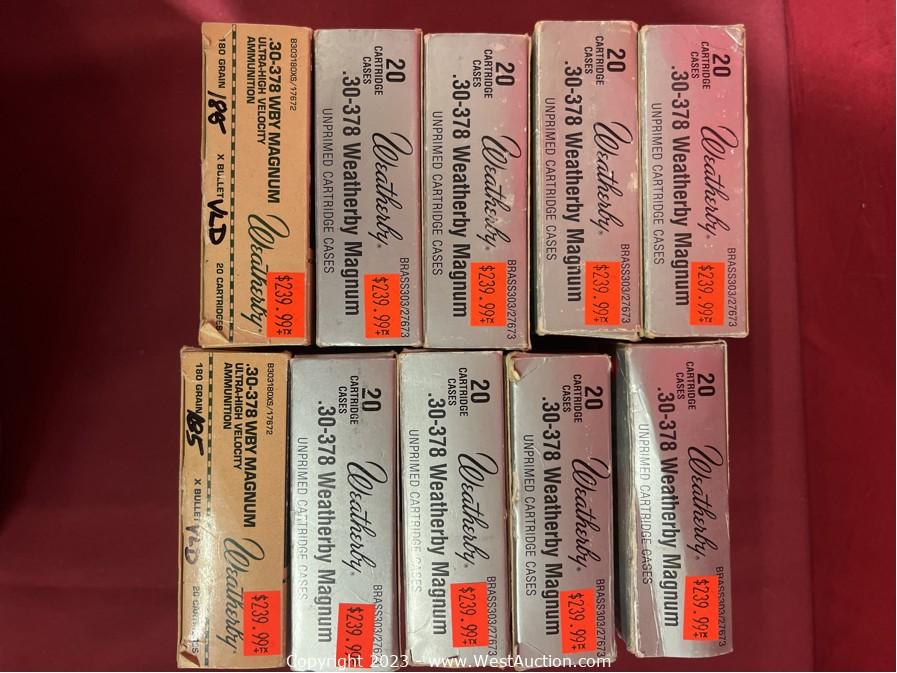 B30318DXS/17672
.30-378 WBY MAGNUM
ULTRA-HIGH VELOCITY
AMMUNITION
Weatherby®
$239.99
+TX
180 GRAIN 185 X BULLET VLD 20 CARTRIDGES
20
CARTRIDGE
CASES
Weatherby®
.30-378 Weatherby Magnum
UNPRIMED CARTRIDGE CASES
BRASS303/27673
$239.99
+TX
20
CARTRIDGE
CASES
Weatherby®
.30-378 Weatherby Magnum
UNPRIMED CARTRIDGE CASES
BRASS303/27673
$239.99
+TX
20
CARTRIDGE
CASES
Weatherby®
.30-378 Weatherby Magnum
UNPRIMED CARTRIDGE CASES
BRASS303/27673
$239.99
+TX
20
CARTRIDGE
CASES
Weatherby®
.30-378 Weatherby Magnum
UNPRIMED CARTRIDGE CASES
BRASS303/27673
$239.99
+TX
B30318DXS/17672
.30-378 WBY MAGNUM
ULTRA-HIGH VELOCITY
AMMUNITION
Weatherby
$239.99
+TX
180 GRAIN X BULLET VLD 20
20
CARTRIDGE
CASES
Weatherby®
.30-378 Weatherby Magnum
UNPRIMED CARTRIDGE CASES
BRASS303/27673
$239.99
20
CARTRIDGE
CASES
Weatherby®
.30-378 Weatherby Magnum
UNPRIMED CARTRIDGE CASES
BRASS303/27673
$239.99
+TX
20
CARTRIDGE
CASES
Weatherby®
.30-378 Weatherby Magnum
UNPRIMED CARTRIDGE CASES
BRASS303/27673
$239.99
+TX
20
CARTRIDGE
CASES
Weatherby®
.30-378 Weatherby Magnum
UNPRIMED CARTRIDGE CASES
BRASS303/27673
$239.99
+TX
Copyright 2023 - www.WestAuction.com